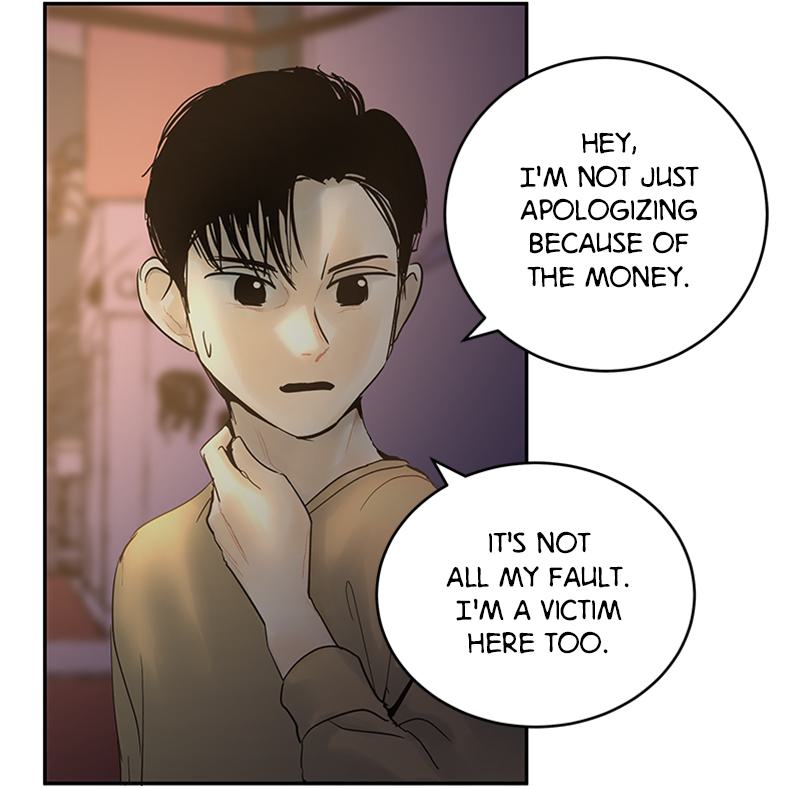 HEY,
I'M NOT JUST
APOLOGIZING
BECAUSE OF
THE MONEY.
IT'S NOT
ALL MY FAULT.
I'M A VICTIM
HERE TOO.